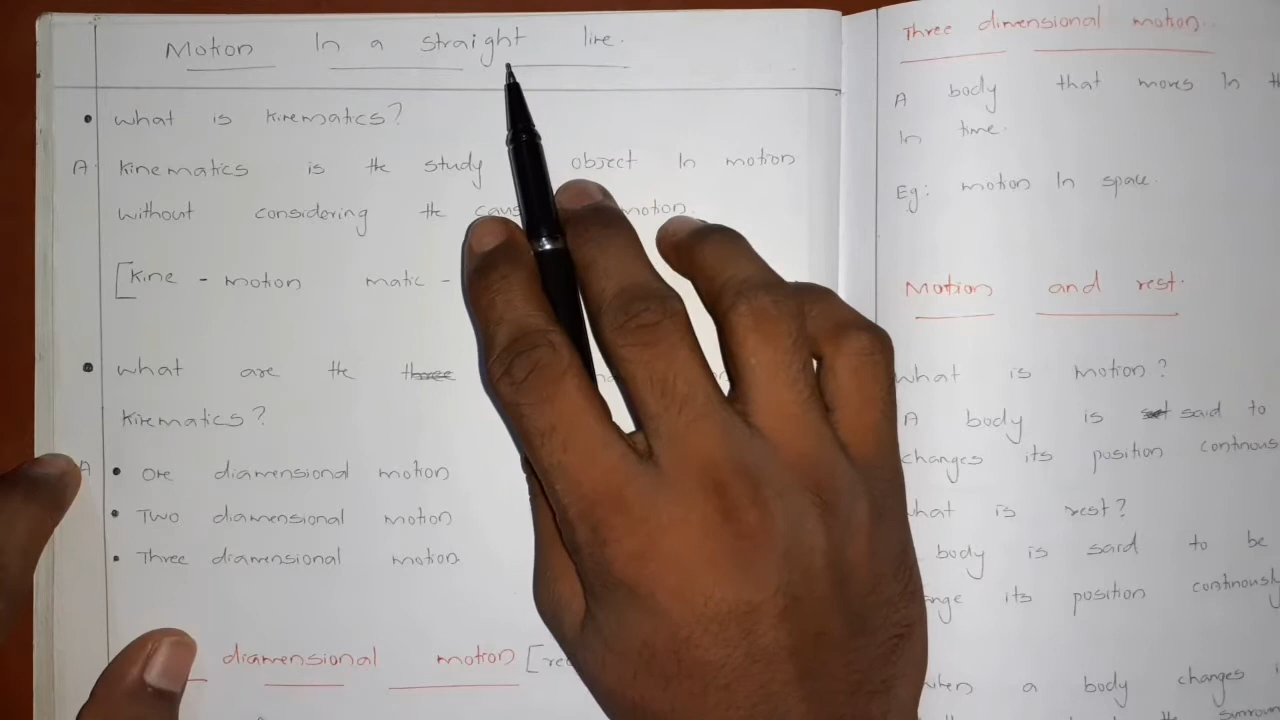 Motion In a straight line.
• What is kinematics?
A. Kinematics is the study object In motion
without considering the motion.
[Kine - motion matic -
• What are the three
kinematics?
A • One diamensional motion
• Two diamensional motion
• Three diamensional motion
diamensional motion [
Three dimensional motion.
A body that moves In
In time.
Eg: motion In space.
Motion and rest.
What is motion?
A body is said to
changes its position
what is rest?
body is said to be
its position
when a body changes